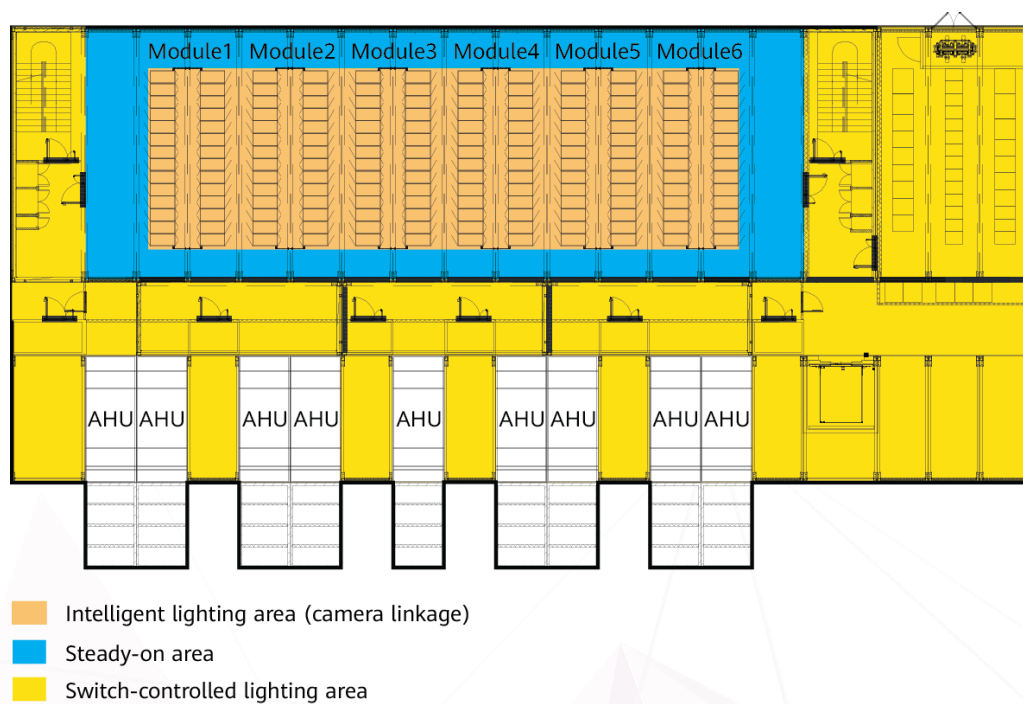 Module1 Module2 Module3 Module4 Module5 Module6
AHU AHU AHU AHU AHU AHU AHU AHU AHU
Intelligent lighting area (camera linkage)
Steady-on area
Switch-controlled lighting area